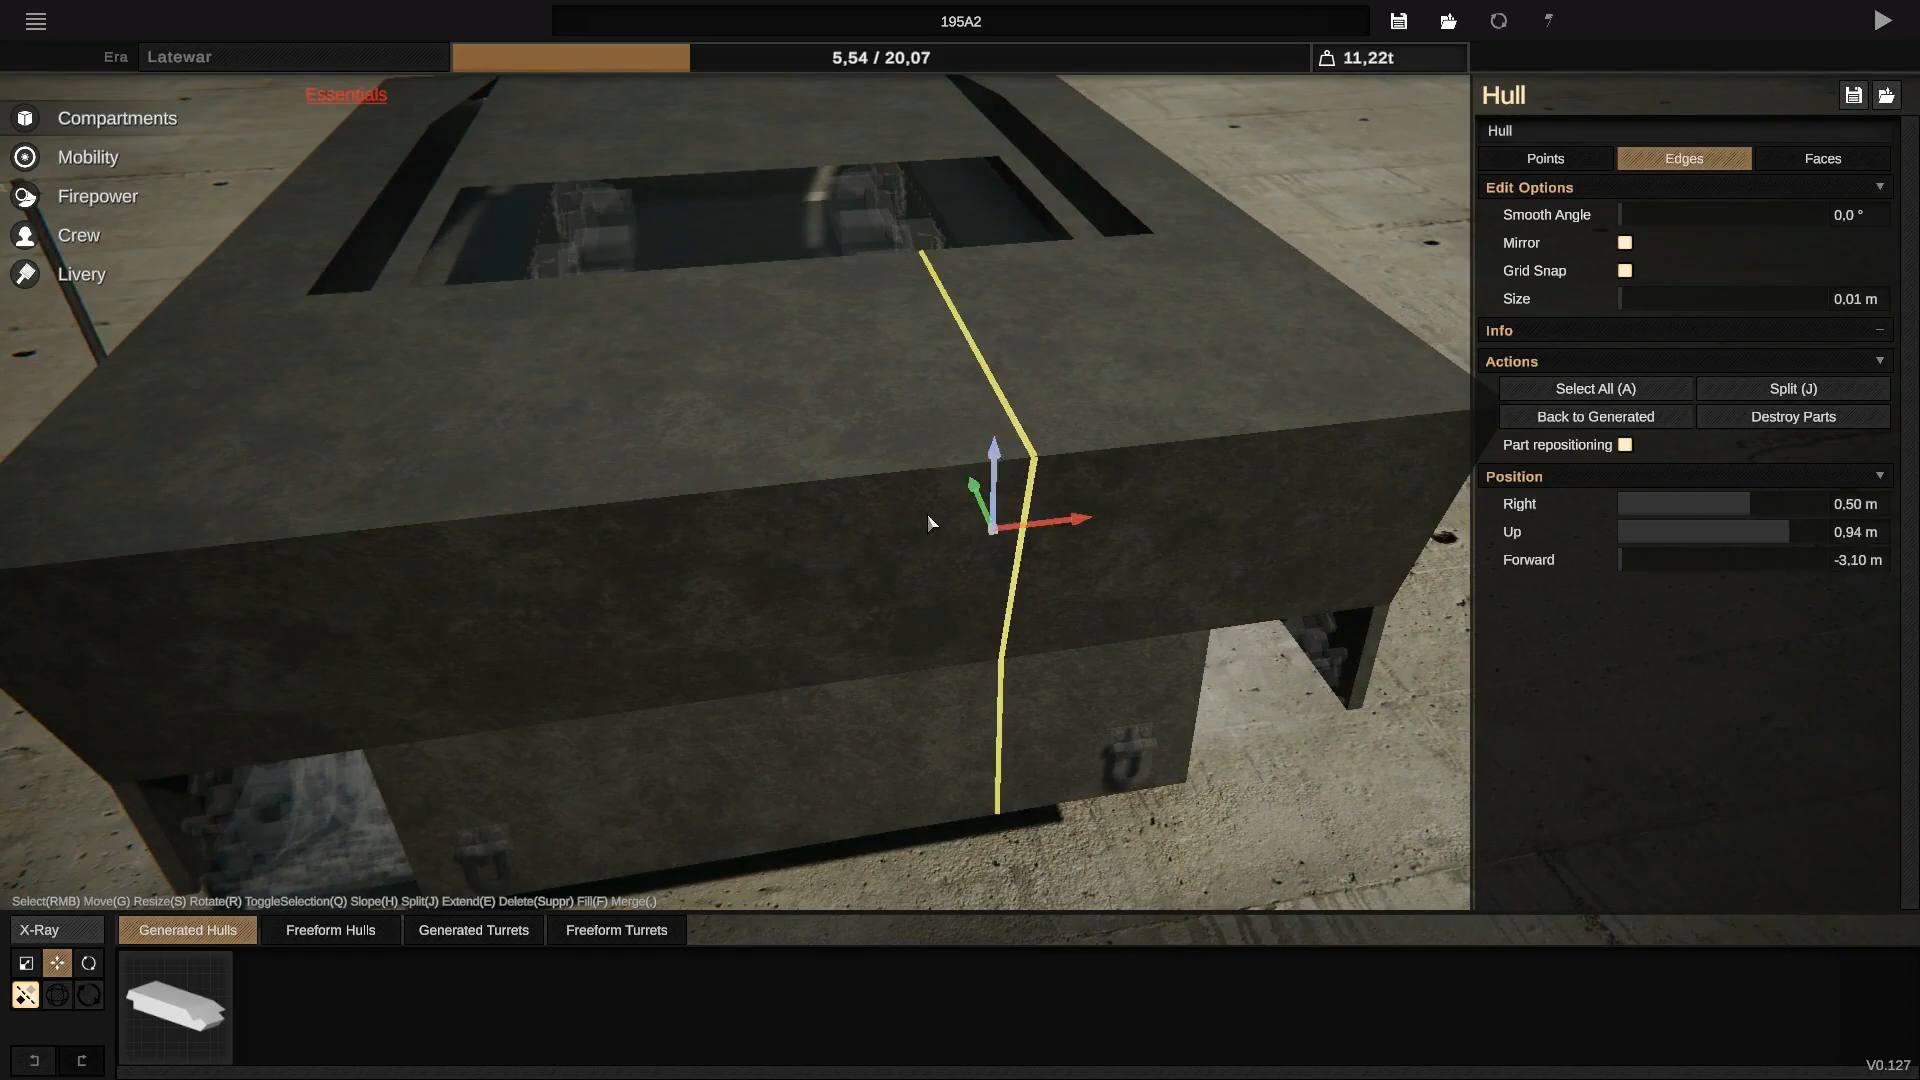 195A2
Era
Latewar
5,54 / 20,07
11,22t
Essentials
Compartments
Mobility
Firepower
Crew
Livery
Hull
Hull
Points
Edges
Faces
Edit Options
Smooth Angle
0,0 °
Mirror
Grid Snap
Size
0,01 m
Info
Actions
Select All (A)
Split (J)
Back to Generated
Destroy Parts
Part repositioning
Position
Right
0,50 m
Up
0,94 m
Forward
-3,10 m
Select(RMB) Move(G) Resize(S) Rotate(R) ToggleSelection(Q) Slope(H) Split(J) Extend(E) Delete(Suppr) Fill(F) Merge(,)
X-Ray
Generated Hulls
Freeform Hulls
Generated Turrets
Freeform Turrets
V0.127